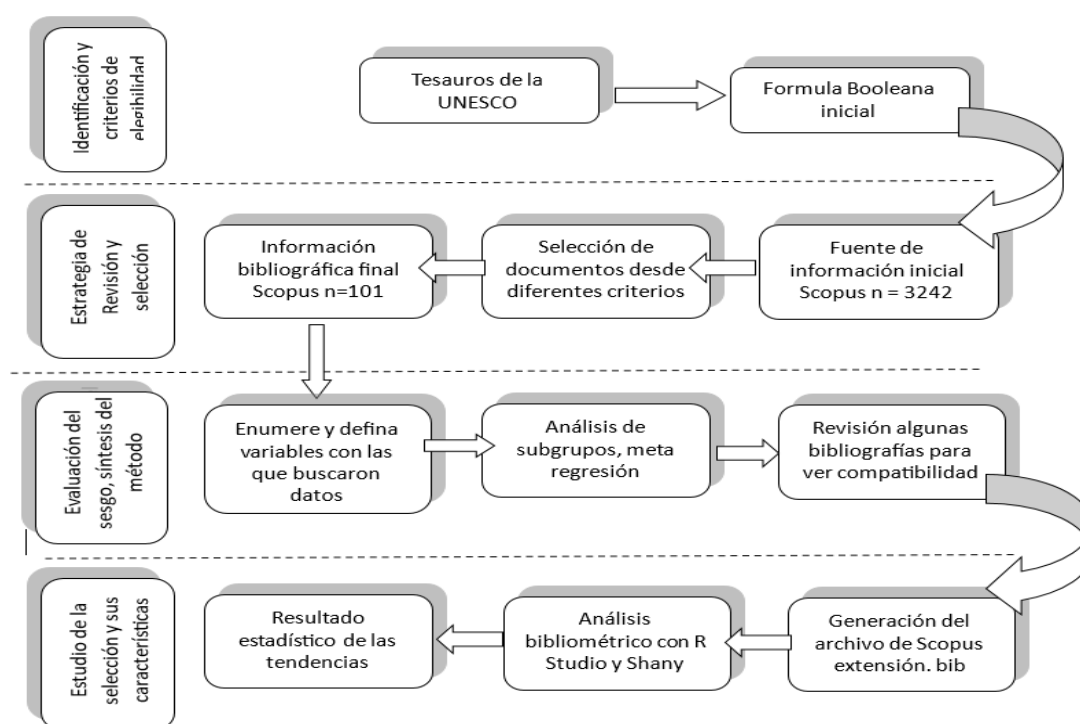 Identificación y
criterios de
elegibilidad
Tesauros de la
UNESCO
Formula Booleana
inicial
Estrategia de
Revisión y
selección
Información
bibliográfica final
Scopus n=101
Selección de
documentos desde
diferentes criterios
Fuente de
información inicial
Scopus n = 3242
Evaluación del
sesgo, síntesis del
método
Enumere y defina
variables con las
que buscaron
datos
Análisis de
subgrupos, meta
regresión
Revisión algunas
bibliografías para
ver compatibilidad
Estudio de la
selección y sus
características
Resultado
estadístico de las
tendencias
Análisis
bibliométrico con R
Studio y Shany
Generación del
archivo de Scopus
extensión. bib